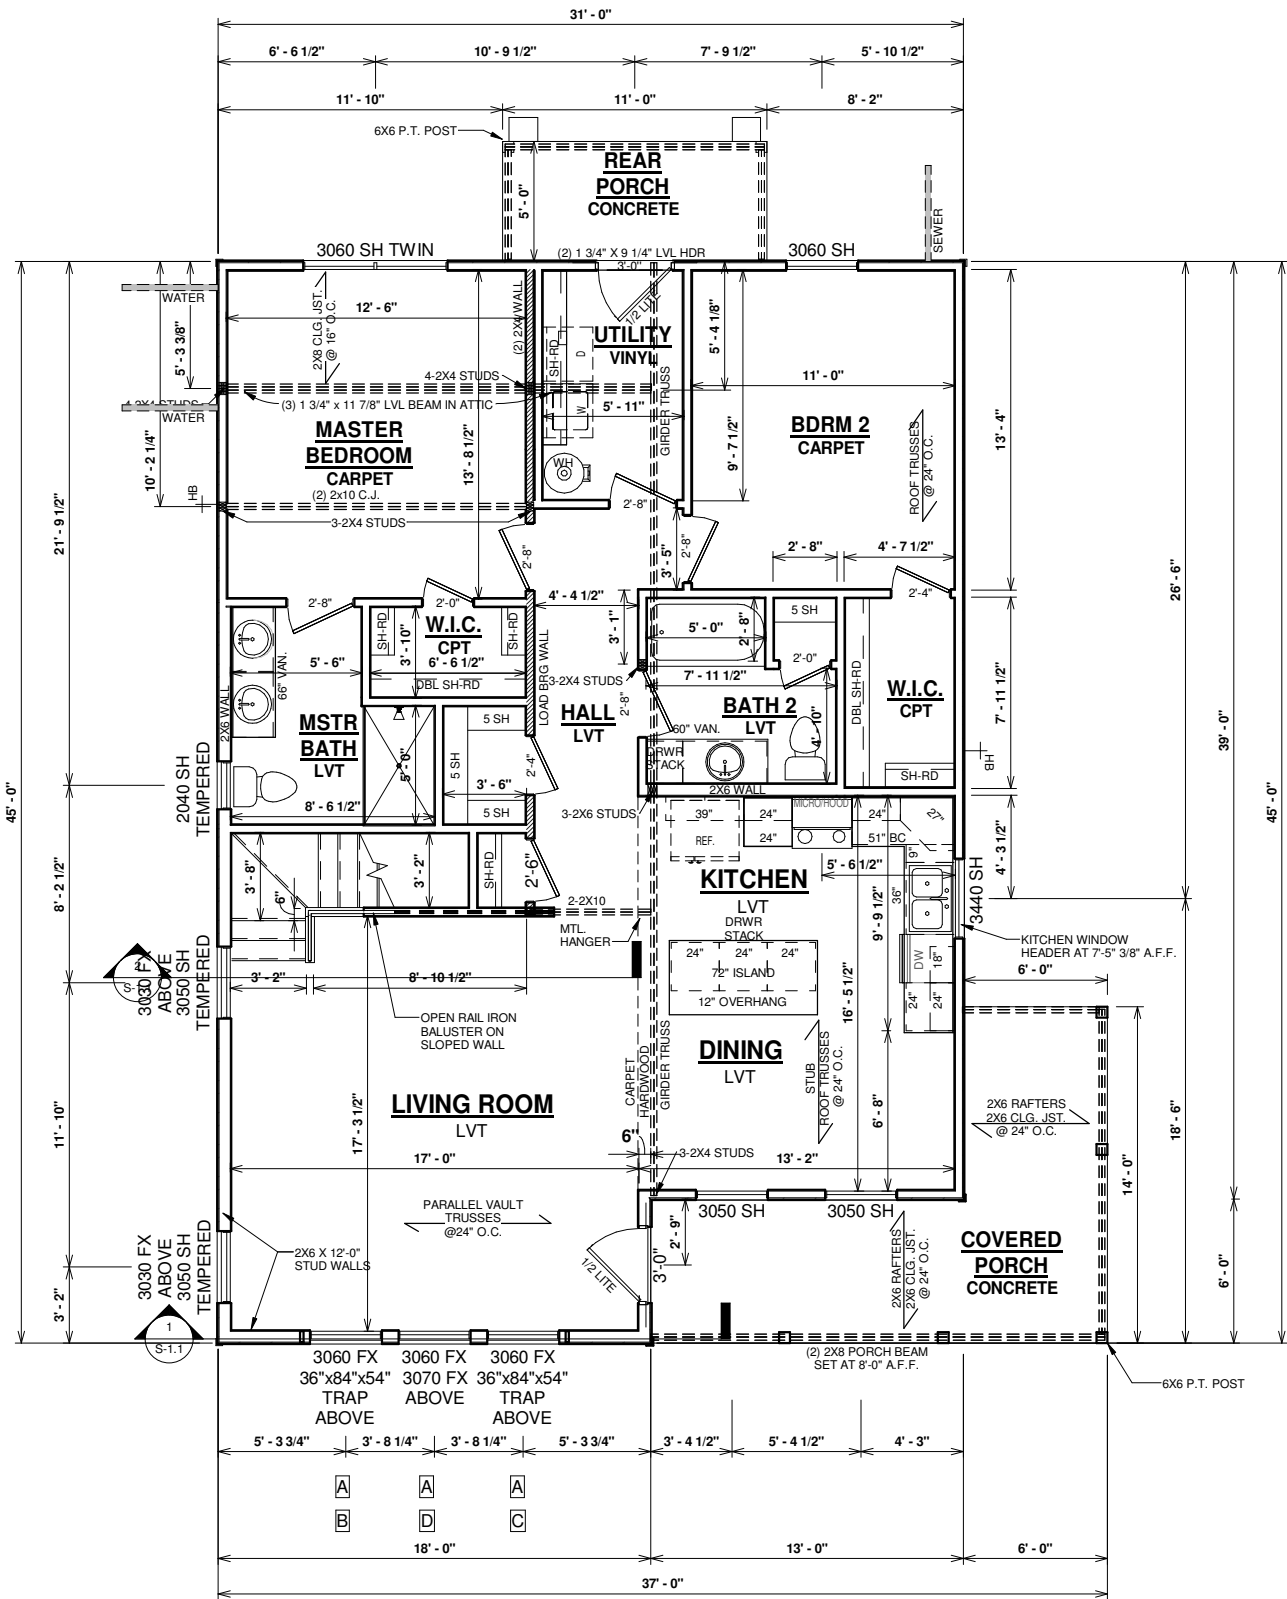 31' - 0"
6' - 6 1/2"
10' - 9 1/2"
7' - 9 1/2"
5' - 10 1/2"
11' - 10"
11' - 0"
8' - 2"
6X6 P.T. POST
REAR
PORCH
CONCRETE
5' - 0"
SEWER
3060 SH TWIN
(2) 1 3/4" X 9 1/4" LVL HDR
3'-0"
3060 SH
WATER
12' - 6"
2X8 CLG. JST.
@ 16" O.C.
(2) 2X4 WALL
1/2 LITE
UTILITY
VINYL
SH-RD
D
W
5' - 4 1/8"
5' - 3 3/8"
4-2X4 STUDS
4-2X4 STUDS
(3) 1 3/4" x 11 7/8" LVL BEAM IN ATTIC
WATER
5' - 11"
11' - 0"
GIRDER TRUSS
MASTER
BEDROOM
CARPET
(2) 2x10 C.J.
13' - 8 1/2"
BDRM 2
CARPET
9' - 7 1/2"
13' - 4"
ROOF TRUSSES
@ 24" O.C.
10' - 2 1/4"
HB
WH
3-2X4 STUDS
2'-8"
21' - 9 1/2"
2'-8"
3' - 5"
2'-8"
2' - 8"
4' - 7 1/2"
26' - 6"
2'-8"
2'-0"
4' - 4 1/2"
2'-4"
SH-RD
3' - 10"
W.I.C.
CPT
SH-RD
6' - 6 1/2"
DBL SH-RD
3' - 1"
5' - 0"
2' - 8"
5 SH
2'-0"
5' - 6"
66" VAN.
2X6 WALL
LOAD BRG WALL
3-2X4 STUDS
2'-8"
7' - 11 1/2"
DBL SH-RD
W.I.C.
CPT
7' - 11 1/2"
HALL
LVT
BATH 2
LVT
60" VAN.
DRWR
STACK
4' - 10"
MSTR
BATH
LVT
5' - 0"
5 SH
5 SH
3' - 6"
5 SH
2'-4"
2X6 WALL
SH-RD
HB
39' - 0"
2040 SH
TEMPERED
8' - 6 1/2"
3-2X6 STUDS
39"
REF.
24"
24"
MICRO/HOOD
24"
51" BC
27"
9"
5' - 6 1/2"
4' - 3 1/2"
45' - 0"
45' - 0"
8' - 2 1/2"
3' - 8"
6"
3' - 2"
SH-RD
2'-6"
2-2X10
KITCHEN
LVT
DRWR
STACK
36"
9' - 9 1/2"
3440 SH
MTL.
HANGER
KITCHEN WINDOW
HEADER AT 7'-5" 3/8" A.F.F.
2
3030 FX
ABOVE
3050 SH
TEMPERED
3' - 2"
8' - 10 1/2"
24"
24"
24"
72" ISLAND
12" OVERHANG
DW
18"
24"
24"
16' - 5 1/2"
6' - 0"
OPEN RAIL IRON
BALUSTER ON
SLOPED WALL
DINING
LVT
STUB
ROOF TRUSSES
@ 24" O.C.
GIRDER TRUSS
CARPET
HARDWOOD
LIVING ROOM
LVT
17' - 3 1/2"
11' - 10"
6' - 8"
2X6 RAFTERS
2X6 CLG. JST.
@ 24" O.C.
18' - 6"
14' - 0"
6"
3-2X4 STUDS
17' - 0"
13' - 2"
PARALLEL VAULT
TRUSSES
@24" O.C.
3050 SH
3050 SH
2' - 9"
2X6 RAFTERS
2X6 CLG. JST.
@ 24" O.C.
COVERED
PORCH
CONCRETE
6' - 0"
2X6 X 12'-0"
STUD WALLS
3030 FX
ABOVE
3050 SH
TEMPERED
1/2 LITE
3'-0"
3' - 2"
1
S-1.1
(2) 2X8 PORCH BEAM
SET AT 8'-0" A.F.F.
6X6 P.T. POST
3060 FX
36"x84"x54"
TRAP
ABOVE
3060 FX
3070 FX
ABOVE
3060 FX
36"x84"x54"
TRAP
ABOVE
5' - 3 3/4"
3' - 8 1/4"
3' - 8 1/4"
5' - 3 3/4"
3' - 4 1/2"
5' - 4 1/2"
4' - 3"
A
A
A
B
D
C
18' - 0"
13' - 0"
6' - 0"
37' - 0"